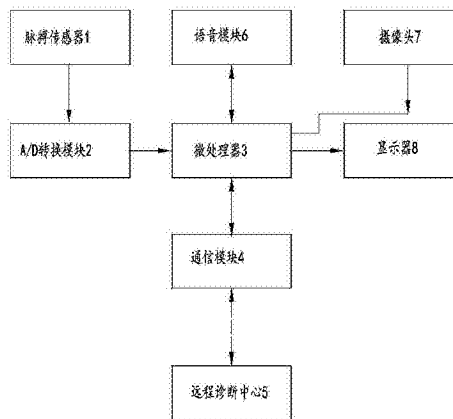 脉搏传感器1
语音模块6
摄像头7
A/D转换模块2
微处理器3
显示器8
通信模块4
远程诊断中心5